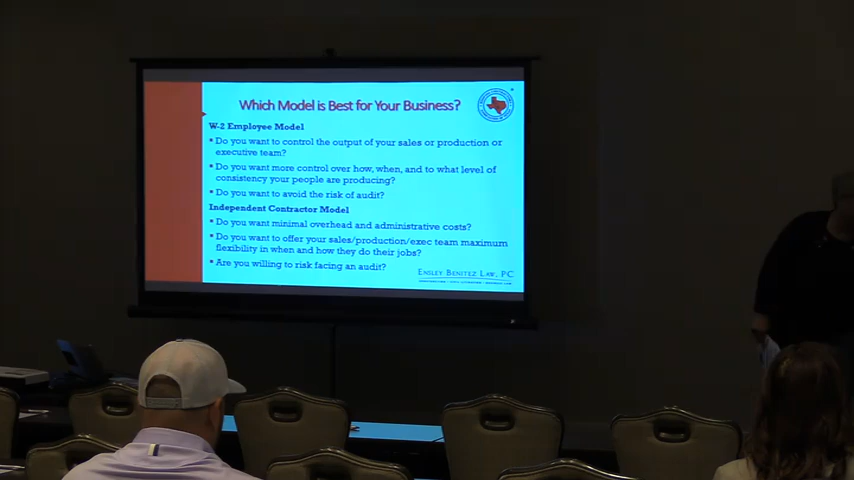 Which Model is Best for Your Business?
W-2 Employee Model
▪ Do you want to control the output of your sales or production or
executive team?
▪ Do you want more control over how, when, and to what level of
consistency your people are producing?
▪ Do you want to avoid the risk of audit?
Independent Contractor Model
▪ Do you want minimal overhead and administrative costs?
▪ Do you want to offer your sales/production/exec team maximum
flexibility in when and how they do their jobs?
▪ Are you willing to risk facing an audit?
Ensley Benitez Law, PC